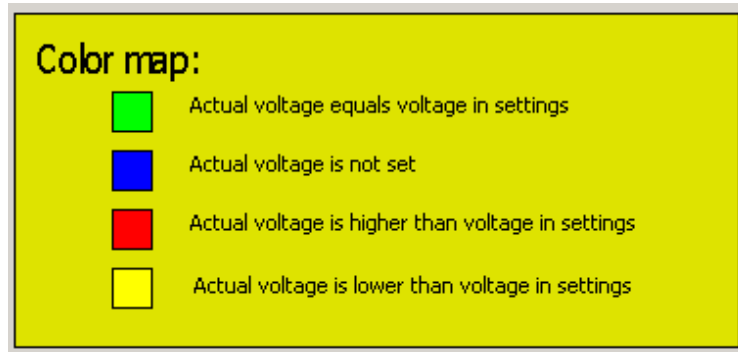 Color map:
Actual voltage equals voltage in settings
Actual voltage is not set
Actual voltage is higher than voltage in settings
Actual voltage is lower than voltage in settings